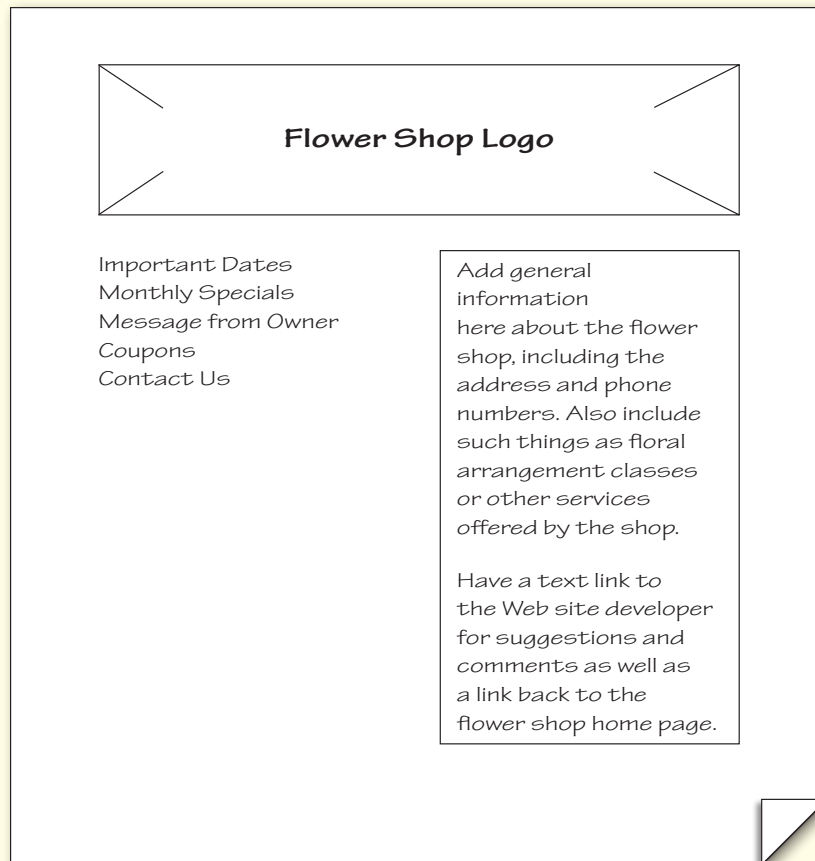 Flower Shop Logo
Important Dates
Monthly Specials
Message from Owner
Coupons
Contact Us
Add general
information
here about the flower
shop, including the
address and phone
numbers. Also include
such things as floral
arrangement classes
or other services
offered by the shop.
Have a text link to
the Web site developer
for suggestions and
comments as well as
a link back to the
flower shop home page.